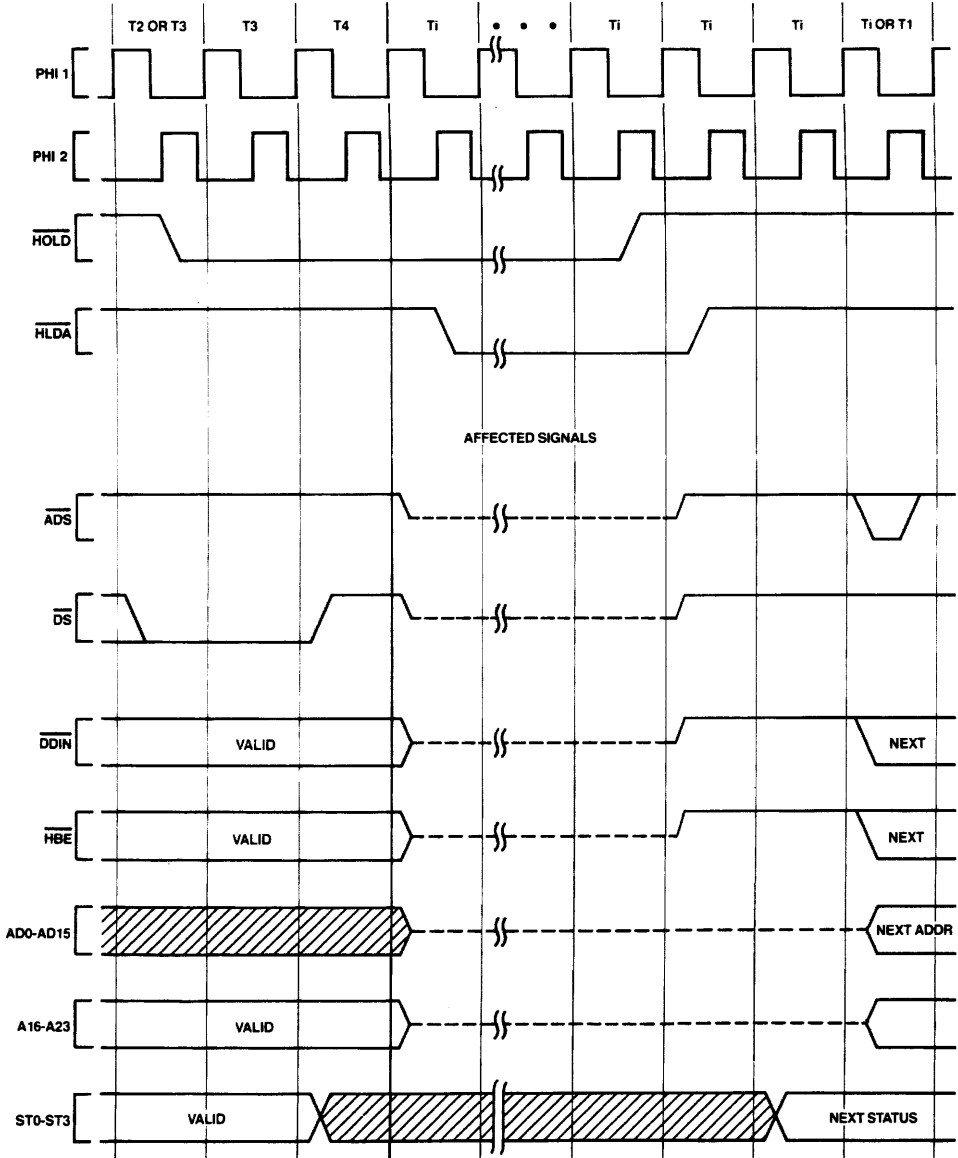 T2 OR T3 T3 T4 Ti • • • Ti Ti Ti Ti OR T1
PHI 1
PHI 2
HOLD
HLDA
AFFECTED SIGNALS
ADS
DS
DDIN VALID NEXT
HBE VALID NEXT
AD0-AD15 NEXT ADDR
A16-A23 VALID
ST0-ST3 VALID NEXT STATUS